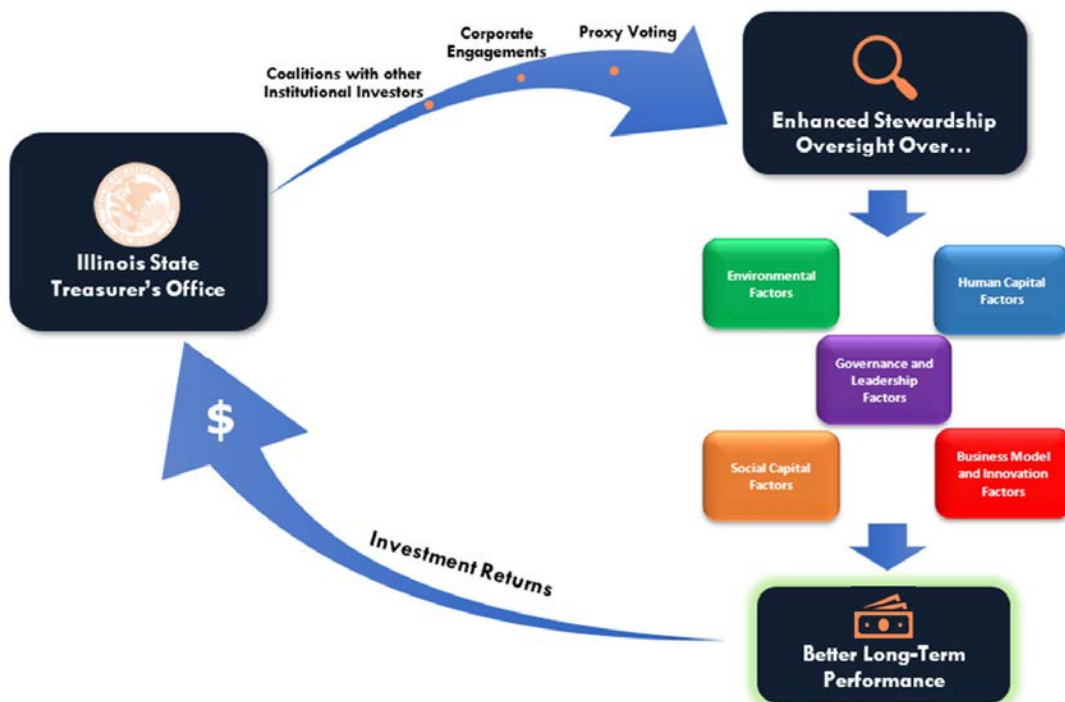 Proxy Voting
Corporate
Engagements
Coalitions with other
Institutional Investors
Enhanced Stewardship
Oversight Over...
Illinois State
Treasurer's Office
Environmental
Factors
Human Capital
Factors
Governance and
Leadership
Factors
Social Capital
Factors
Business Model
and Innovation
Factors
$
Investment Returns
Better Long-Term
Performance